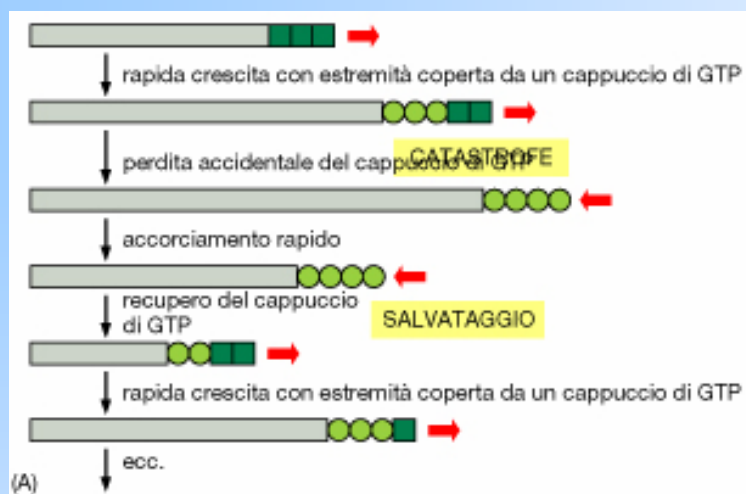 rapida crescita con estremità coperta da un cappuccio di GTP
perdita accidentale del cappuccio di GTP
CATASTROFE
accorciamento rapido
recupero del cappuccio
di GTP
SALVATAGGIO
rapida crescita con estremità coperta da un cappuccio di GTP
ecc.
(A)